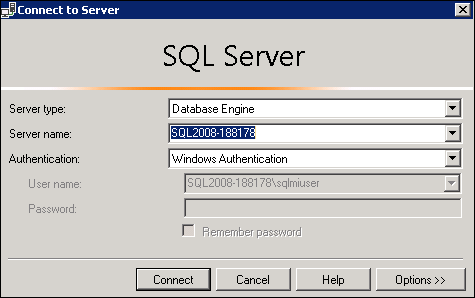 Connect to Server
SQL Server
Server type: Database Engine
Server name: SQL2008-188178
Authentication: Windows Authentication
User name: SQL2008-188178\sqlmiuser
Password:
Remember password
Connect Cancel Help Options >>